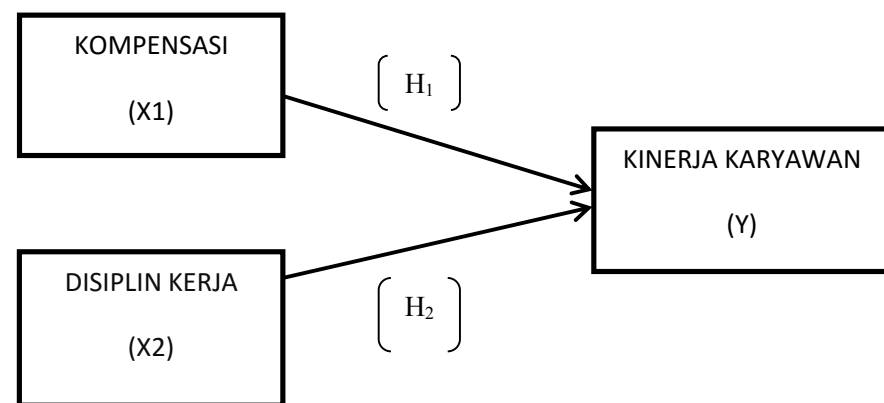 KOMPENSASI
(X1)
H₁
KINERJA KARYAWAN
(Y)
DISIPLIN KERJA
(X2)
H₂